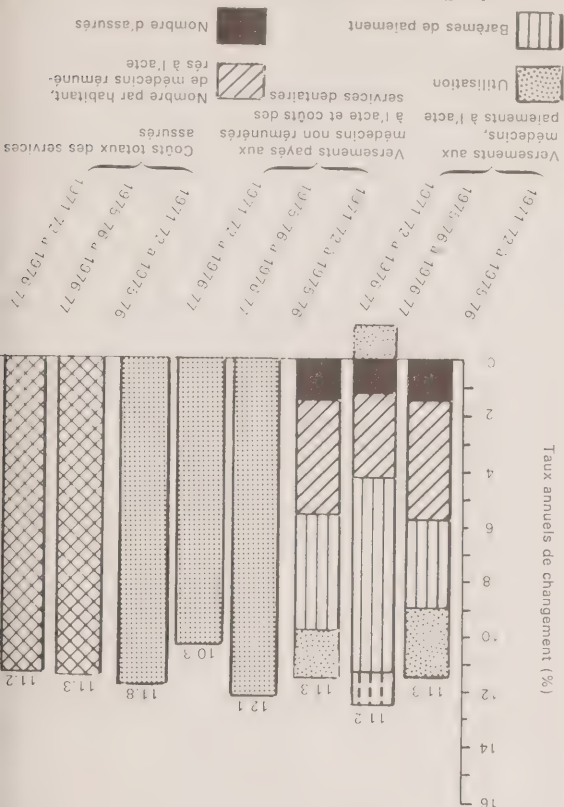 Taux annuels de changement (%)
16
14
12
10
8
6
4
2
0
11.3
11.2
11.3
12.1
10.3
11.8
11.3
11.2
1971 72 à 1975 76
1975 76 à 1976 77
1971 72 à 1976 77
1971 72 à 1975 76
1975 76 à 1976 77
1971 72 à 1976 77
1971 72 à 1975 76
1975 76 à 1976 77
1971 72 à 1976 77
Versements aux
médecins,
paiements à l'acte
Versements payés aux
médecins non rémunérés
à l'acte et coûts des
services dentaires
Coûts totaux des services
assurés
Utilisation
Barèmes de paiement
Nombre par habitant,
de médecins rémuné-
rés à l'acte
Nombre d'assurés